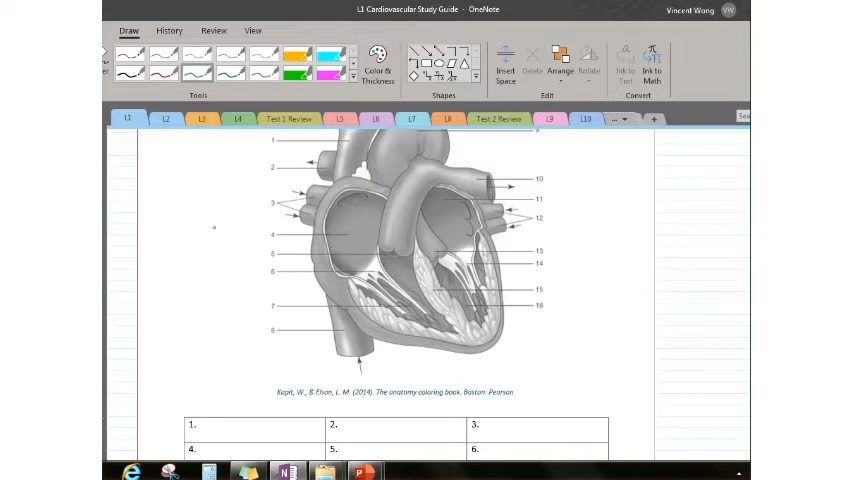 L1 Cardiovascular Study Guide - OneNote
Vincent Wong VW
Draw History Review View
Color & Thickness
Insert Space
Delete
Arrange
Rotate
Ink to Text
Ink to Math
Tools Shapes Edit Convert
L1 L2 L3 L4 Test 1 Review L5 L6 L7 L8 Test 2 Review L9 L10 ... +
Sea
1
2
3
4
5
6
7
8
9
10
11
12
13
14
15
16
Kapit, W., & Elson, L. M. (2014). The anatomy coloring book. Boston: Pearson.
1. 2. 3.
4. 5. 6.